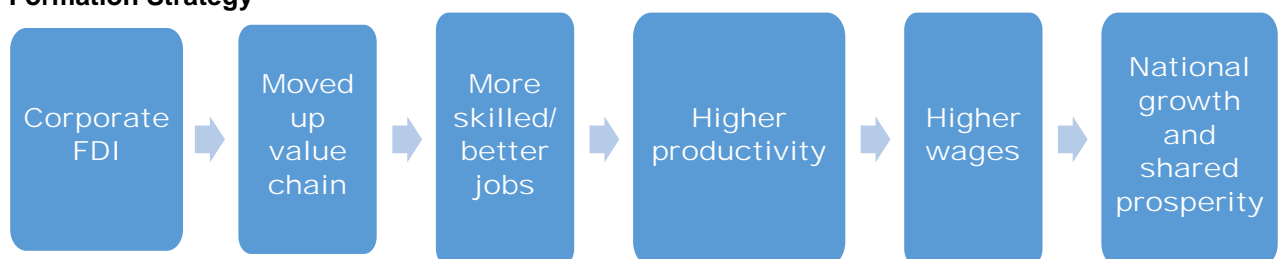 Formation Strategy
Corporate
FDI
Moved
up
value
chain
More
skilled/
better
jobs
Higher
productivity
Higher
wages
National
growth
and
shared
prosperity